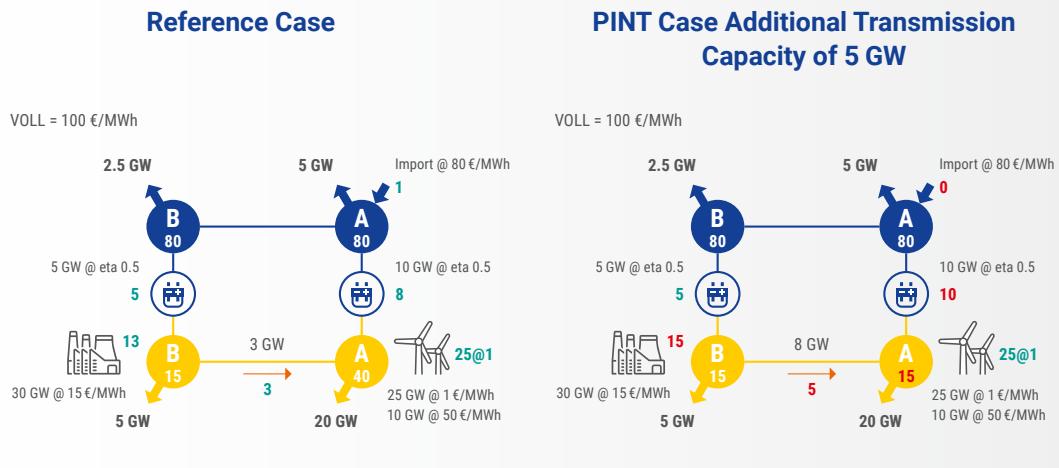 Reference Case
VOLL = 100 €/MWh
2.5 GW
5 GW
Import @ 80 €/MWh
1
B
80
A
80
5 GW @ eta 0.5
10 GW @ eta 0.5
5
8
13
3 GW
25@1
B
15
A
40
30 GW @ 15 €/MWh
3
25 GW @ 1 €/MWh
10 GW @ 50 €/MWh
5 GW
20 GW
PINT Case Additional Transmission
Capacity of 5 GW
VOLL = 100 €/MWh
2.5 GW
5 GW
Import @ 80 €/MWh
0
B
80
A
80
5 GW @ eta 0.5
10 GW @ eta 0.5
5
10
15
8 GW
25@1
B
15
A
15
30 GW @ 15 €/MWh
5
25 GW @ 1 €/MWh
10 GW @ 50 €/MWh
5 GW
20 GW